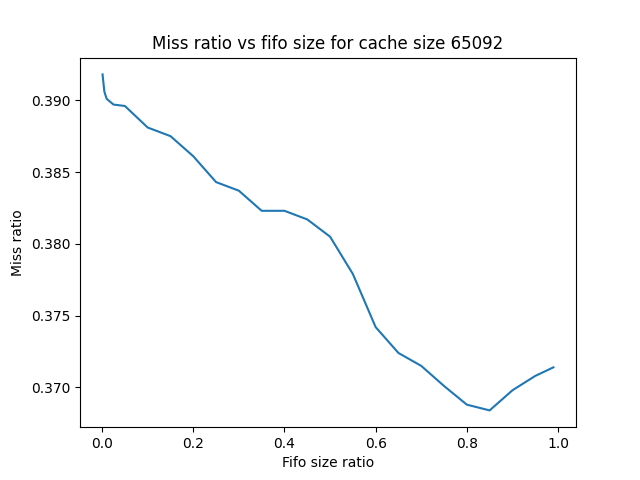 Miss ratio vs fifo size for cache size 65092
Miss ratio
0.390
0.385
0.380
0.375
0.370
0.0 0.2 0.4 0.6 0.8 1.0
Fifo size ratio